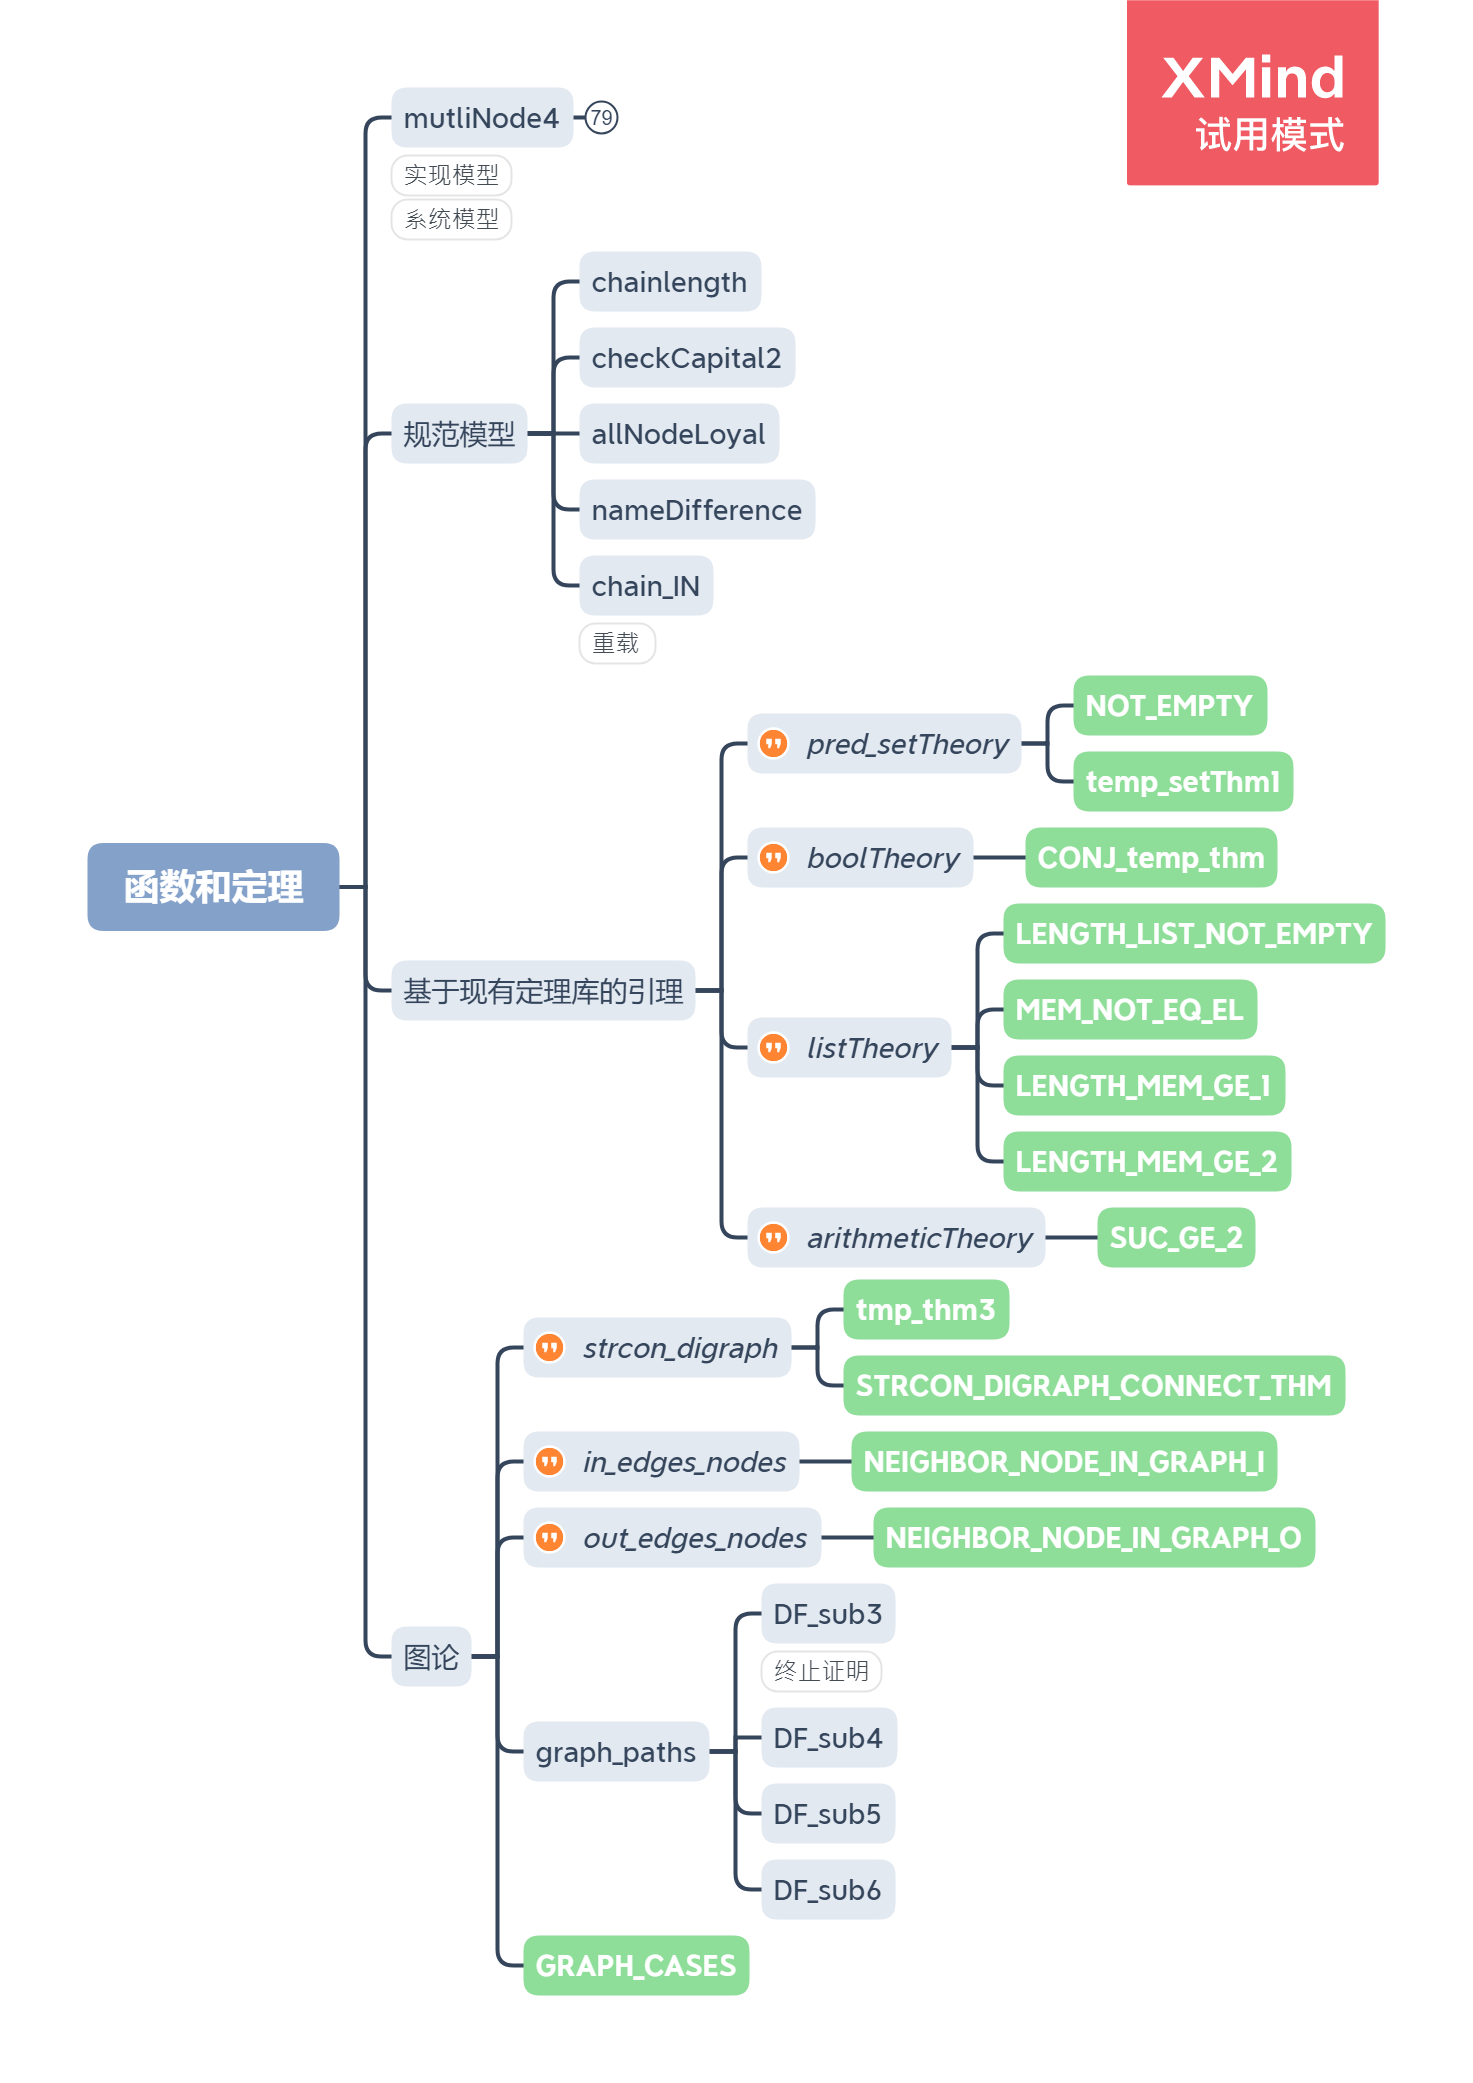 XMind
试用模式
mutliNode4
79
实现模型
系统模型
chainlength
checkCapital2
规范模型
allNodeLoyal
nameDifference
chain_IN
重载
NOT_EMPTY
pred_setTheory
temp_setThm1
boolTheory
CONJ_temp_thm
函数和定理
LENGTH_LIST_NOT_EMPTY
基于现有定理库的引理
MEM_NOT_EQ_EL
listTheory
LENGTH_MEM_GE_1
LENGTH_MEM_GE_2
arithmeticTheory
SUC_GE_2
tmp_thm3
strcon_digraph
STRCON_DIGRAPH_CONNECT_THM
in_edges_nodes
NEIGHBOR_NODE_IN_GRAPH_I
out_edges_nodes
NEIGHBOR_NODE_IN_GRAPH_O
DF_sub3
图论
终止证明
DF_sub4
graph_paths
DF_sub5
DF_sub6
GRAPH_CASES